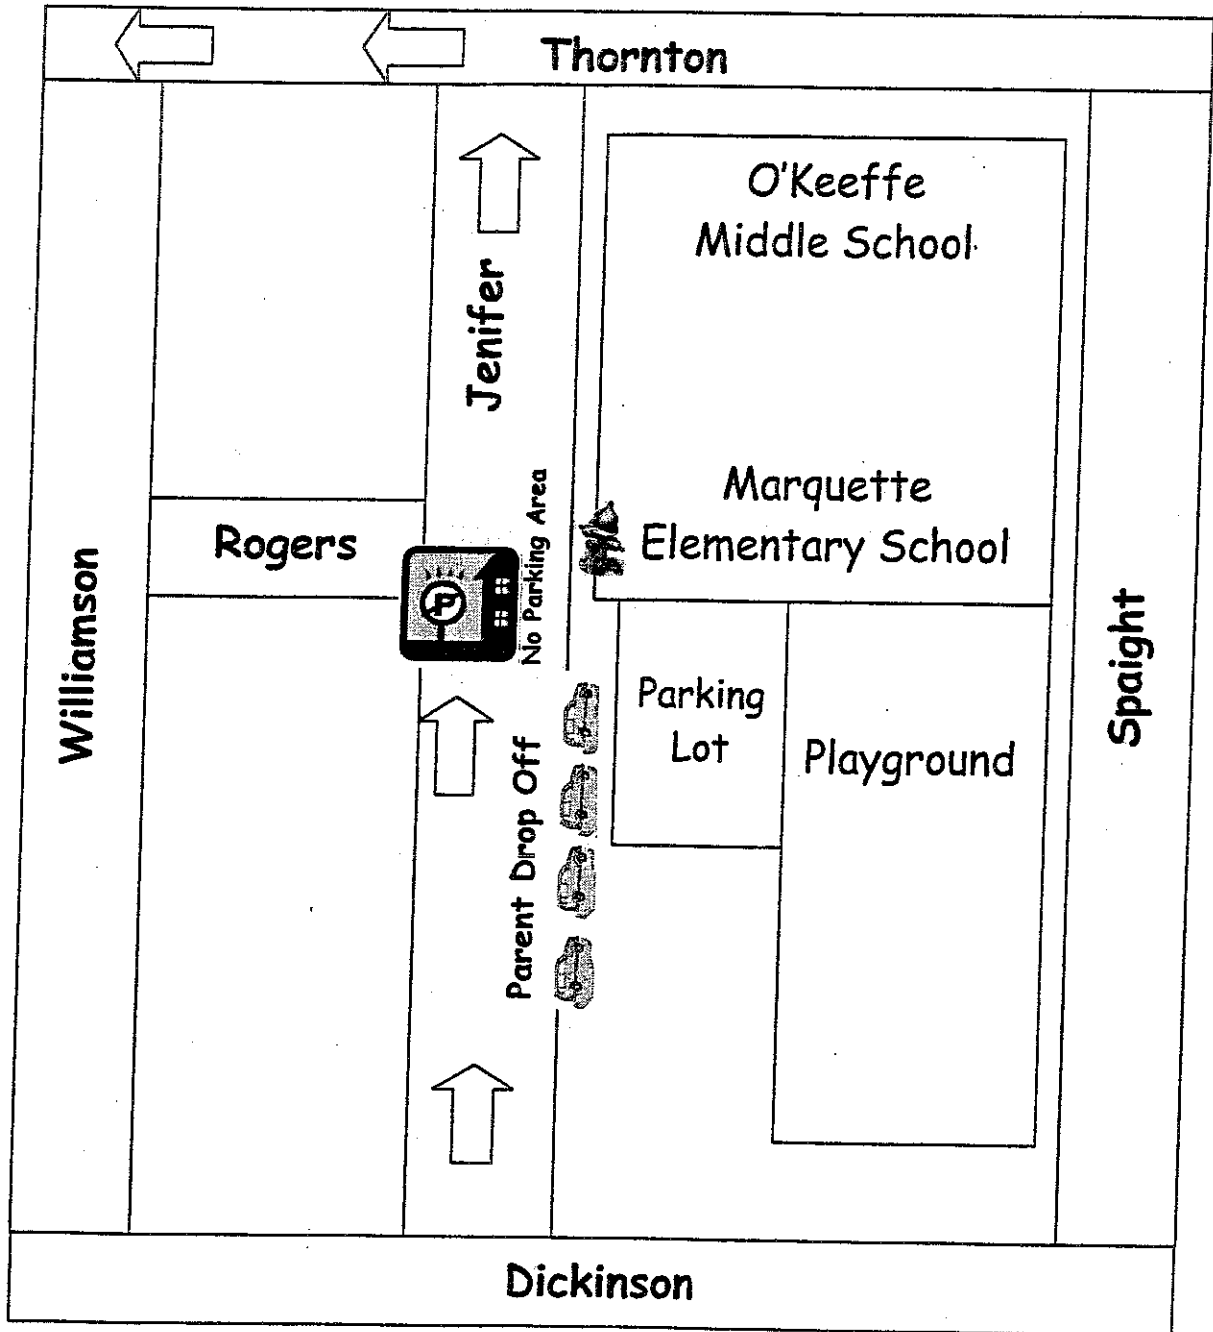 Thornton
O'Keeffe
Middle School
Jenifer
Marquette
Elementary School
No Parking Area
Rogers
P
Williamson
Spaight
Parking
Lot
Playground
Parent Drop Off
Dickinson